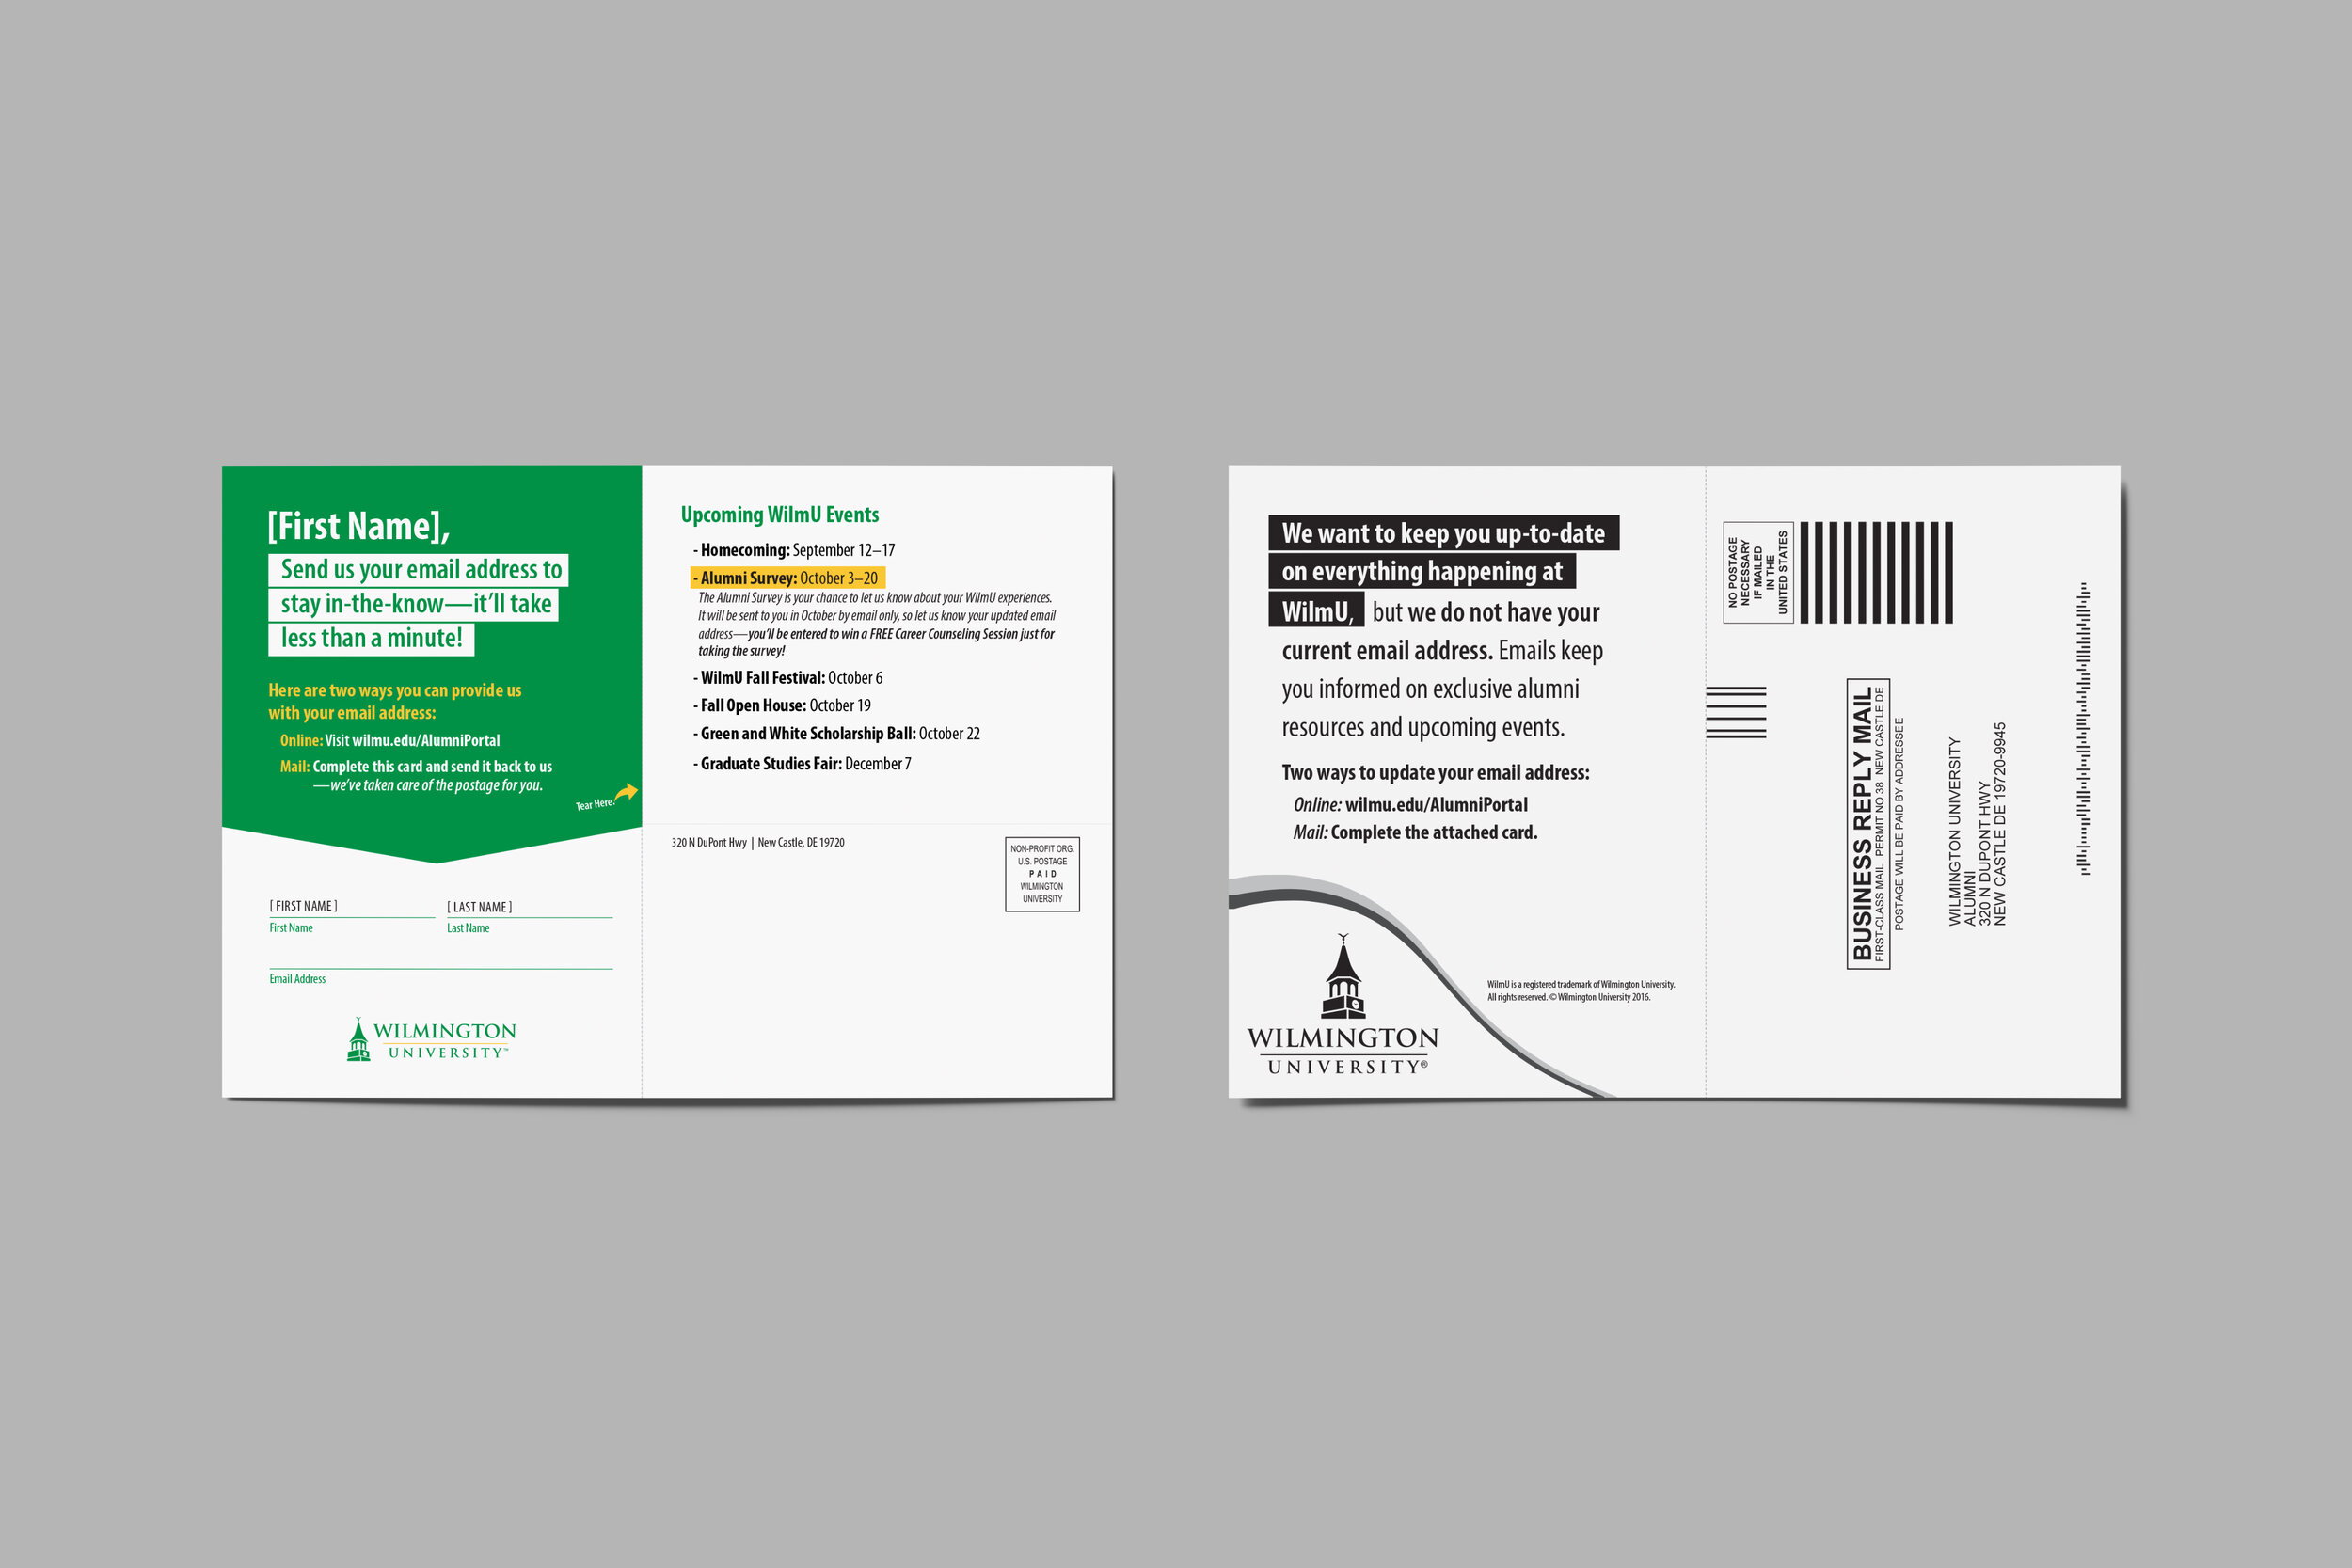 [First Name],
Send us your email address to
stay in-the-know—it'll take
less than a minute!
Here are two ways you can provide us
with your email address:
Online: Visit wilmu.edu/AlumniPortal
Mail: Complete this card and send it back to us
—we've taken care of the postage for you.
Tear Here.
[ FIRST NAME ]
[ LAST NAME ]
First Name
Last Name
Email Address
WILMINGTON
UNIVERSITY™
Upcoming WilmU Events
- Homecoming: September 12–17
- Alumni Survey: October 3–20
The Alumni Survey is your chance to let us know about your WilmU experiences.
It will be sent to you in October by email only, so let us know your updated email
address—you'll be entered to win a FREE Career Counseling Session just for
taking the survey!
- WilmU Fall Festival: October 6
- Fall Open House: October 19
- Green and White Scholarship Ball: October 22
- Graduate Studies Fair: December 7
320 N DuPont Hwy | New Castle, DE 19720
NON-PROFIT ORG.
U.S. POSTAGE
PAID
WILMINGTON
UNIVERSITY
We want to keep you up-to-date
on everything happening at
WilmU, but we do not have your
current email address. Emails keep
you informed on exclusive alumni
resources and upcoming events.
Two ways to update your email address:
Online: wilmu.edu/AlumniPortal
Mail: Complete the attached card.
WILMINGTON
UNIVERSITY®
WilmU is a registered trademark of Wilmington University.
All rights reserved. © Wilmington University 2016.
NO POSTAGE
NECESSARY
IF MAILED
IN THE
UNITED STATES
BUSINESS REPLY MAIL
FIRST-CLASS MAIL PERMIT NO 38 NEW CASTLE DE
POSTAGE WILL BE PAID BY ADDRESSEE
WILMINGTON UNIVERSITY
ALUMNI
320 N DUPONT HWY
NEW CASTLE DE 19720-9945